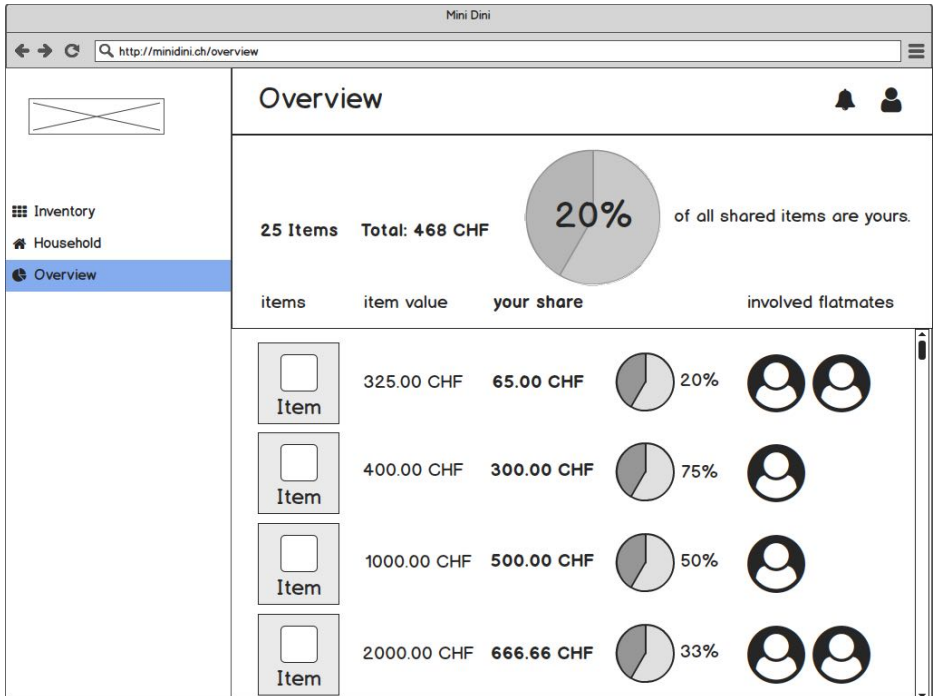 Mini Dini
http://minidini.ch/overview
Overview
Inventory
Household
Overview
25 Items Total: 468 CHF 20% of all shared items are yours.
items item value your share involved flatmates
Item 325.00 CHF 65.00 CHF 20%
Item 400.00 CHF 300.00 CHF 75%
Item 1000.00 CHF 500.00 CHF 50%
Item 2000.00 CHF 666.66 CHF 33%